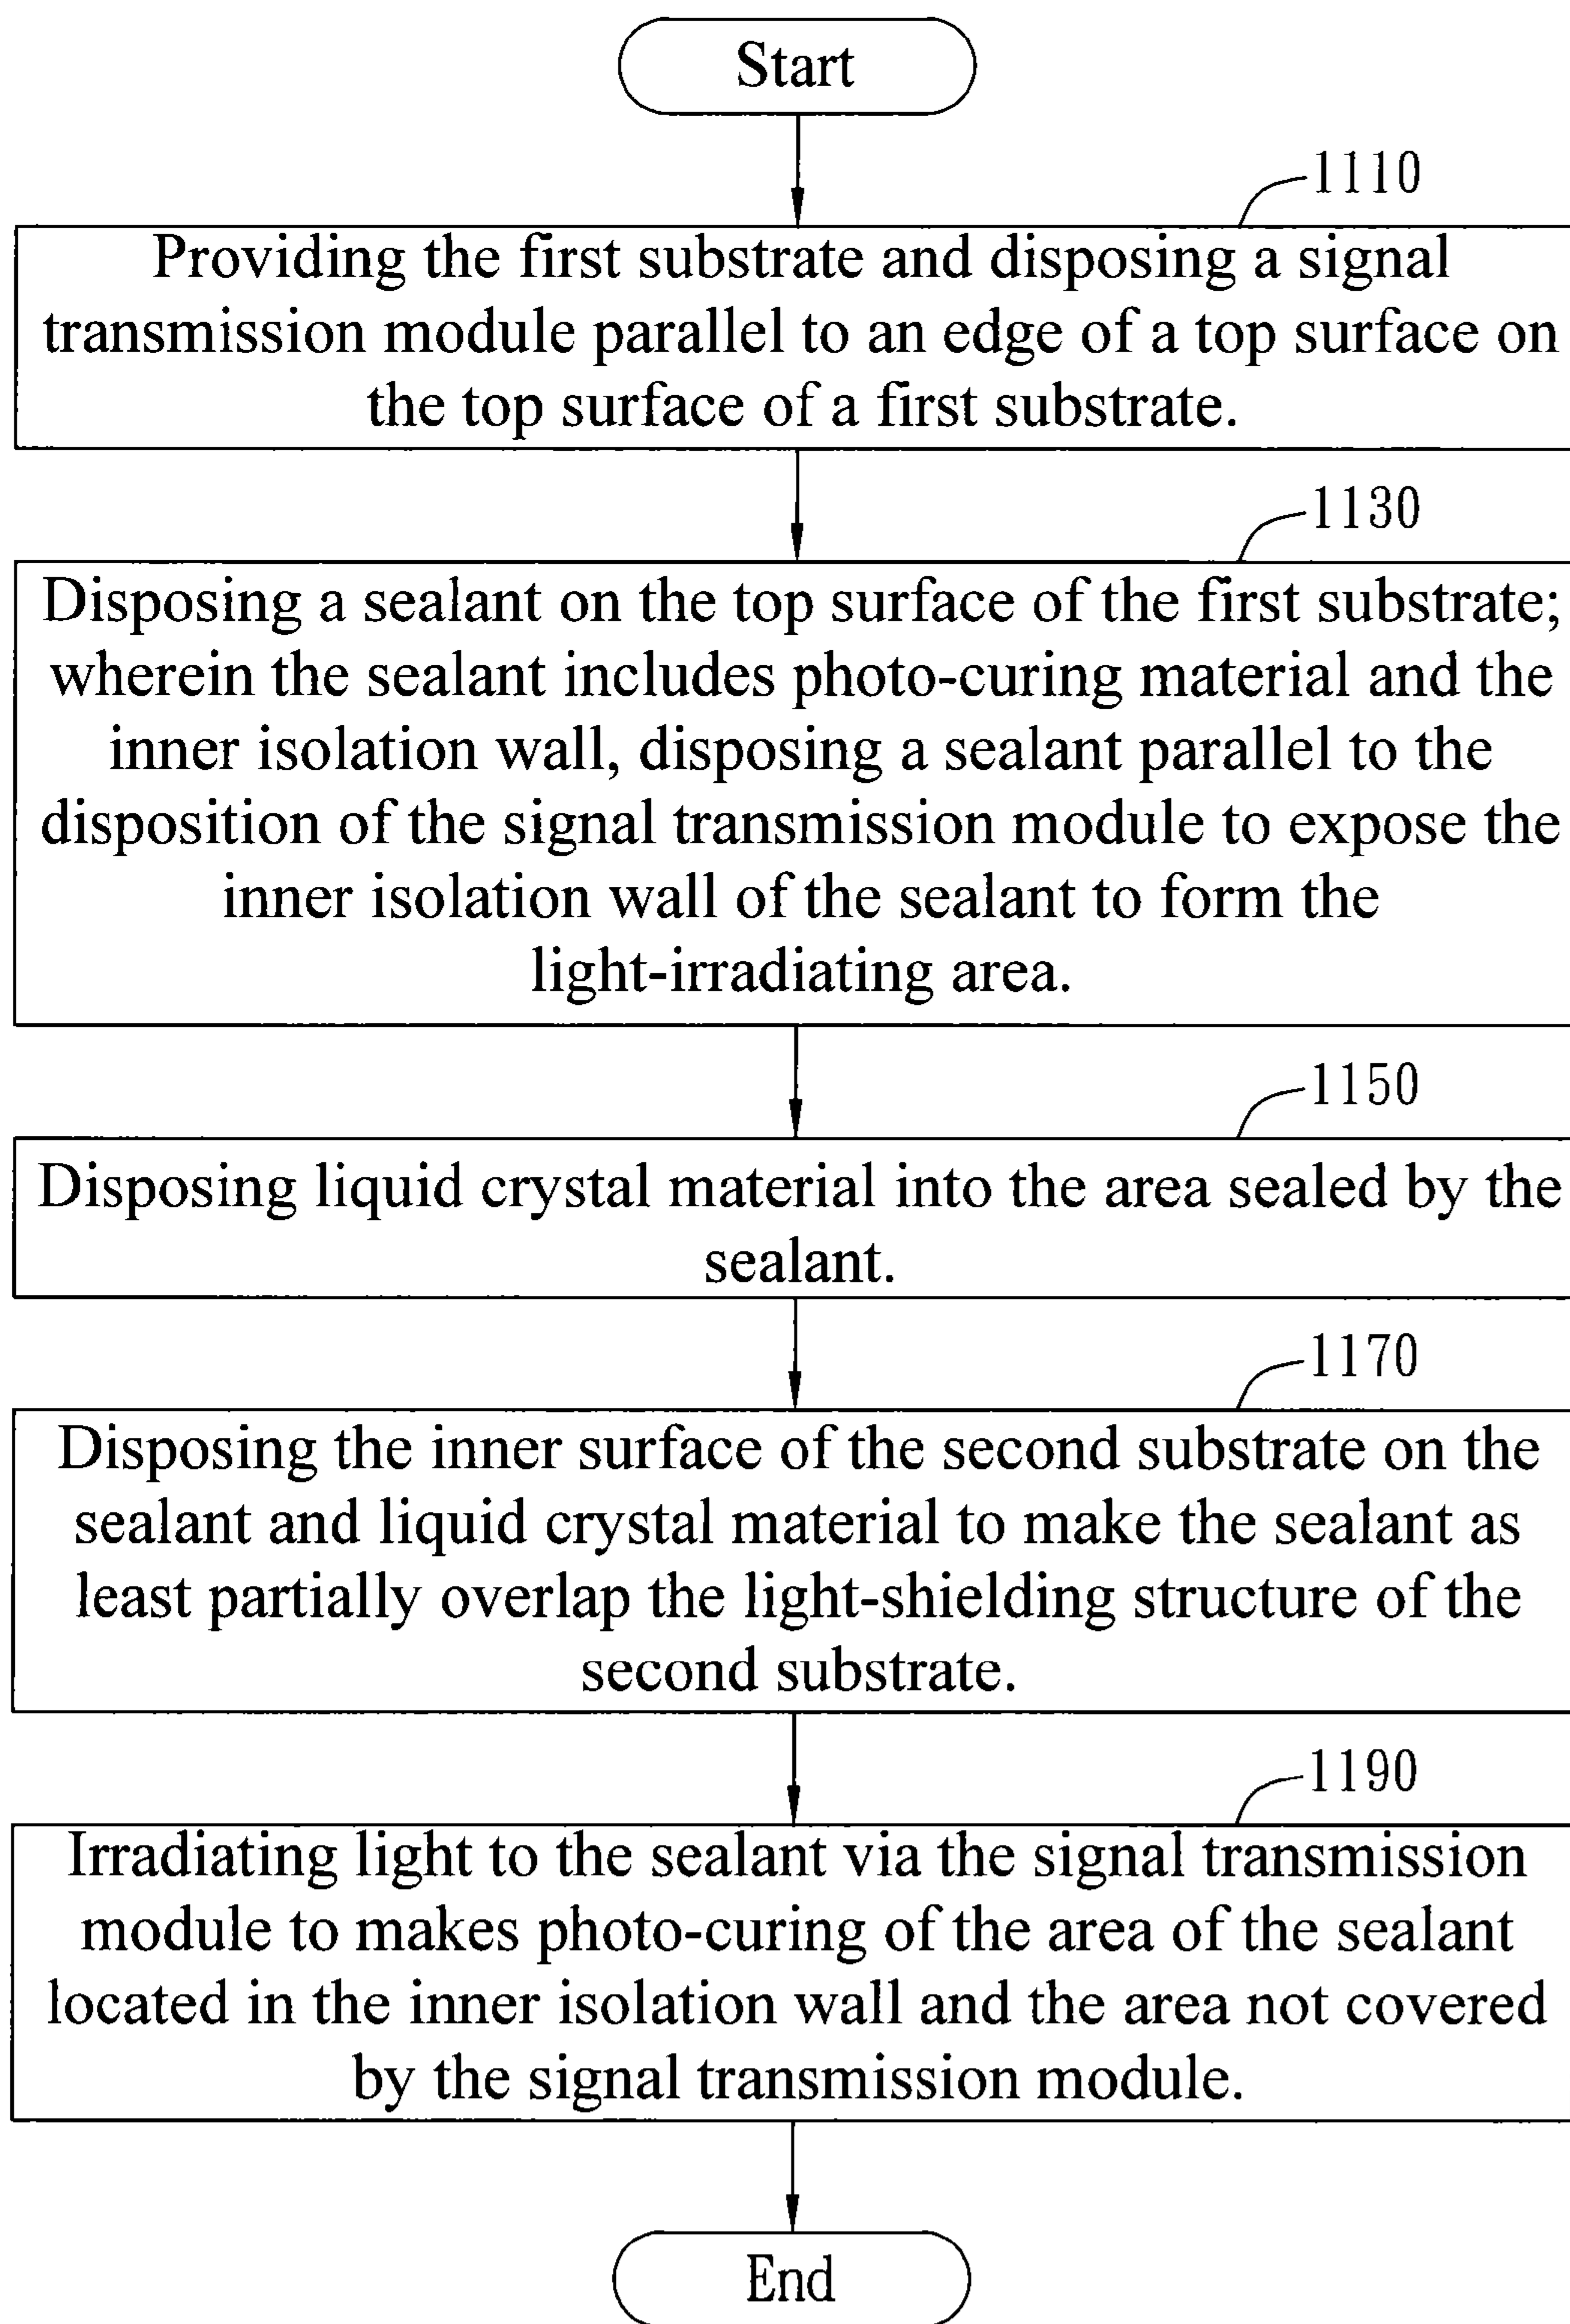 Start
1110
Providing the first substrate and disposing a signal
transmission module parallel to an edge of a top surface on
the top surface of a first substrate.
1130
Disposing a sealant on the top surface of the first substrate;
wherein the sealant includes photo-curing material and the
inner isolation wall, disposing a sealant parallel to the
disposition of the signal transmission module to expose the
inner isolation wall of the sealant to form the
light-irradiating area.
1150
Disposing liquid crystal material into the area sealed by the
sealant.
1170
Disposing the inner surface of the second substrate on the
sealant and liquid crystal material to make the sealant as
least partially overlap the light-shielding structure of the
second substrate.
1190
Irradiating light to the sealant via the signal transmission
module to makes photo-curing of the area of the sealant
located in the inner isolation wall and the area not covered
by the signal transmission module.
End